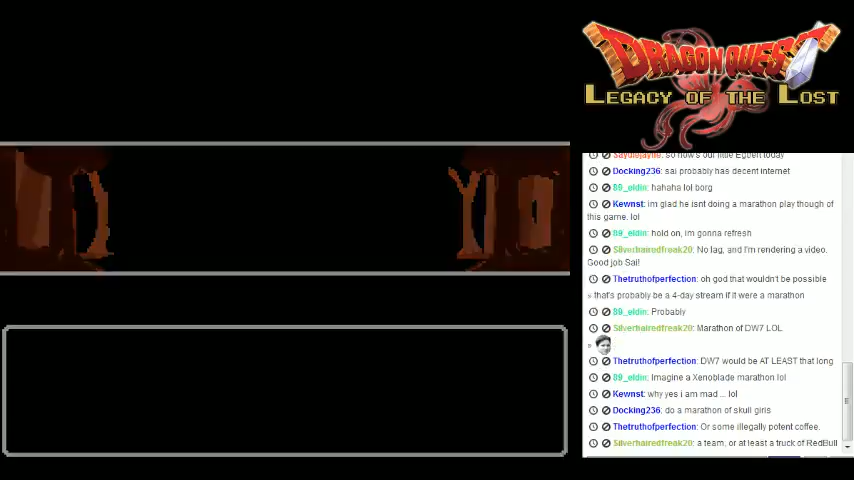 DRAGON QUEST
LEGACY OF THE LOST
Sayuiejayne: so how's our little Egbert today
Docking236: sai probably has decent internet
89_eldin: hahaha lol borg
Kewnst: im glad he isnt doing a marathon play though of
this game. lol
89_eldin: hold on, im gonna refresh
Silverhairedfreak20: No lag, and I'm rendering a video.
Good job Sai!
Thetruthofperfection: oh god that wouldn't be possible
» that's probably be a 4-day stream if it were a marathon
89_eldin: Probably
Silverhairedfreak20: Marathon of DW7 LOL
»
Thetruthofperfection: DW7 would be AT LEAST that long
89_eldin: Imagine a Xenoblade marathon lol
Kewnst: why yes i am mad ... lol
Docking236: do a marathon of skull girls
Thetruthofperfection: Or some illegally potent coffee.
Silverhairedfreak20: a team, or at least a truck of RedBull